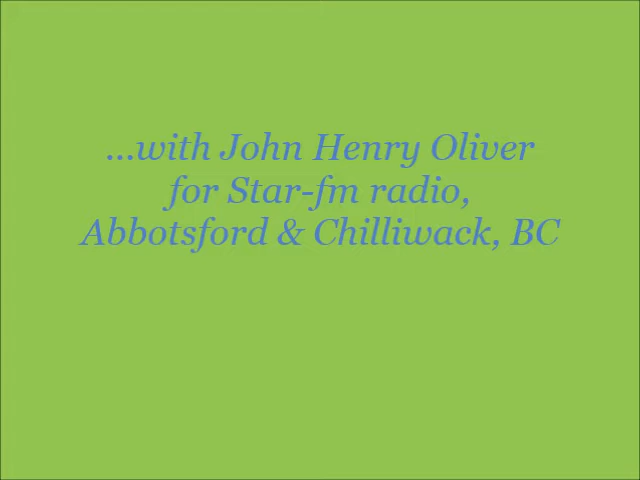 ...with John Henry Oliver
for Star-fm radio,
Abbotsford & Chilliwack, BC